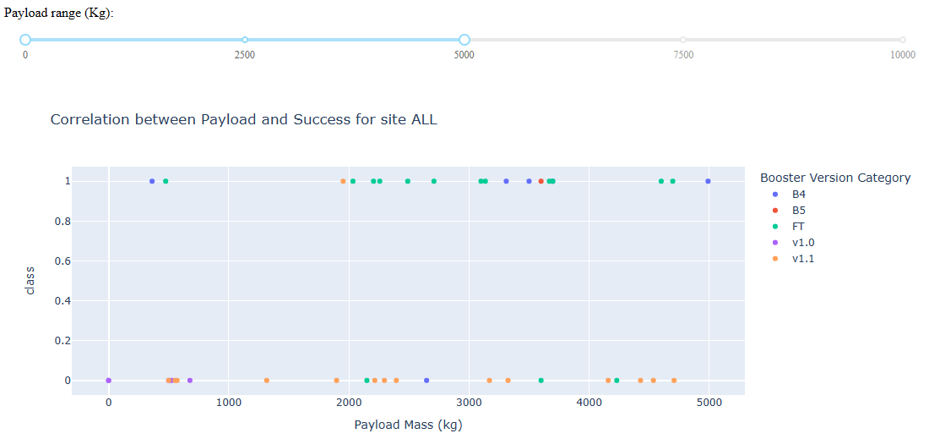 Payload range (Kg):
0 2500 5000 7500 10000
Correlation between Payload and Success for site ALL
Booster Version Category
B4
B5
FT
v1.0
v1.1
1
0.8
0.6
0.4
0.2
0
class
0 1000 2000 3000 4000 5000
Payload Mass (kg)